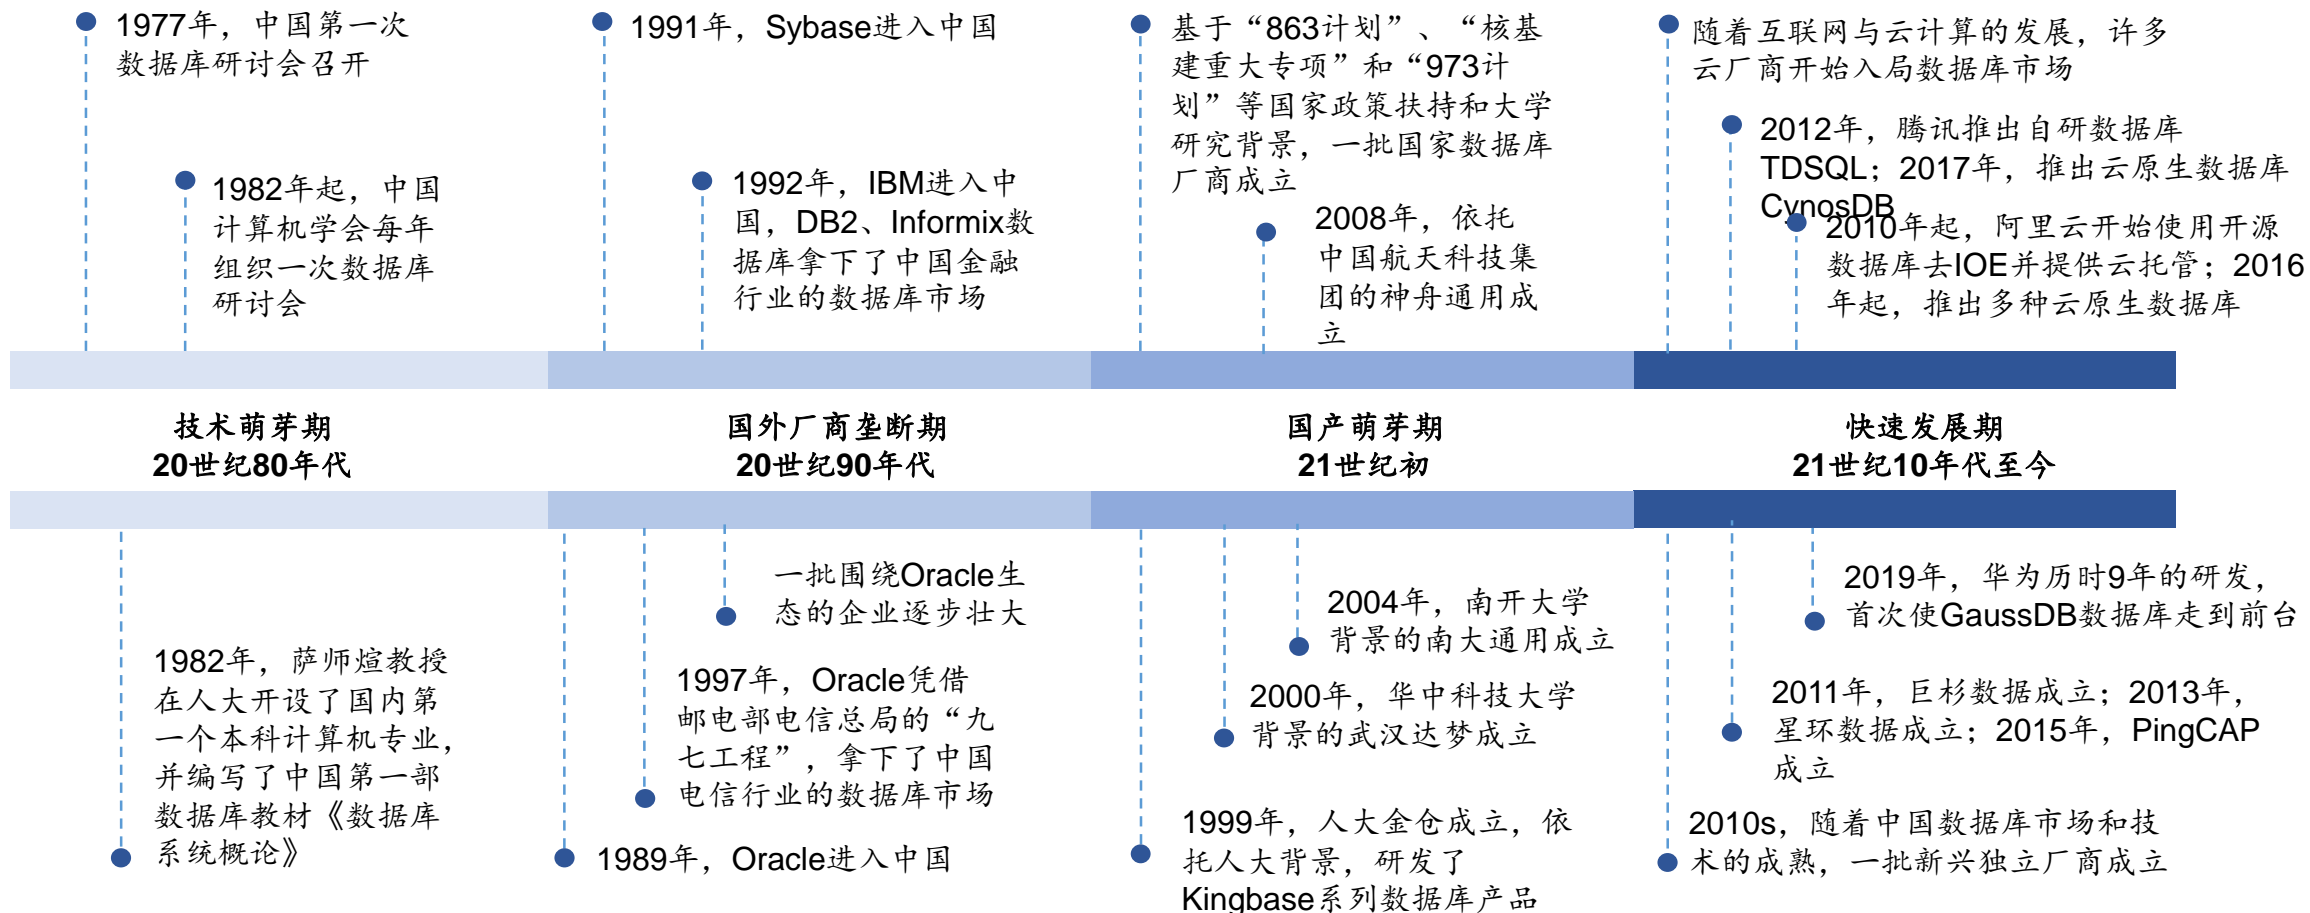 1977年，中国第一次
数据库研讨会召开
1982年起，中国
计算机学会每年
组织一次数据库
研讨会
1991年，Sybase进入中国
1992年，IBM进入中
国，DB2、Informix数
据库拿下了中国金融
行业的数据库市场
基于“863计划”、“核基
建重大专项”和“973计
划”等国家政策扶持和大学
研究背景，一批国家数据库
厂商成立
2008年，依托
中国航天科技集
团的神舟通用成
立
随着互联网与云计算的发展，许多
云厂商开始入局数据库市场
2012年，腾讯推出自研数据库
TDSQL；2017年，推出云原生数据库
CynosDB
2010年起，阿里云开始使用开源
数据库去IOE并提供云托管；2016
年起，推出多种云原生数据库
技术萌芽期
20世纪80年代
国外厂商垄断期
20世纪90年代
国产萌芽期
21世纪初
快速发展期
21世纪10年代至今
1982年，萨师煊教授
在人大开设了国内第
一个本科计算机专业，
并编写了中国第一部
数据库教材《数据库
系统概论》
一批围绕Oracle生
态的企业逐步壮大
1997年，Oracle凭借
邮电部电信总局的“九
七工程”，拿下了中国
电信行业的数据库市场
1989年，Oracle进入中国
2004年，南开大学
背景的南大通用成立
2000年，华中科技大学
背景的武汉达梦成立
1999年，人大金仓成立，依
托人大背景，研发了
Kingbase系列数据库产品
2019年，华为历时9年的研发，
首次使GaussDB数据库走到前台
2011年，巨杉数据成立；2013年，
星环数据成立；2015年，PingCAP
成立
2010s，随着中国数据库市场和技
术的成熟，一批新兴独立厂商成立